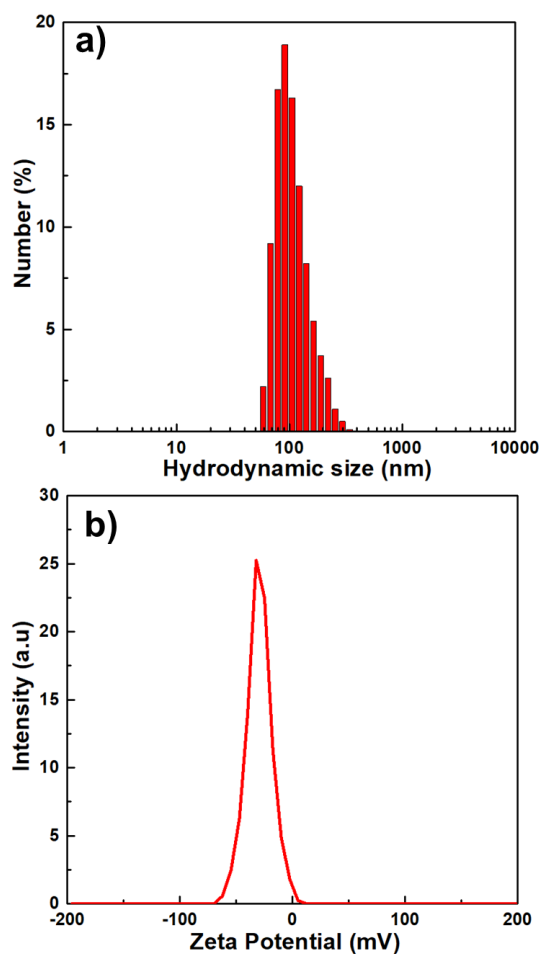 a)
20
15
10
5
0
Number (%)
1 10 100 1000 10000
Hydrodynamic size (nm)
b)
30
25
20
15
10
5
0
Intensity (a.u)
-200 -100 0 100 200
Zeta Potential (mV)